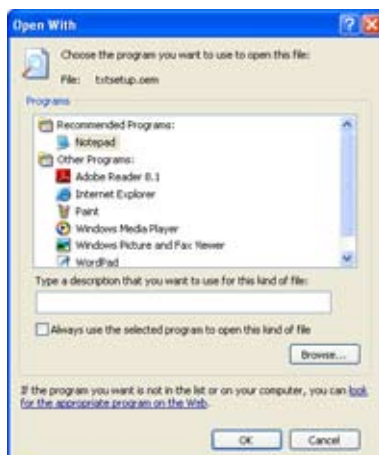 Open With
Choose the program you want to use to open this file:
File: txtsetup.oem
Programs
Recommended Programs:
Notepad
Other Programs:
Adobe Reader 8.1
Internet Explorer
Paint
Windows Media Player
Windows Picture and Fax Viewer
WordPad
Type a description that you want to use for this kind of file:
Always use the selected program to open this kind of file
Browse...
If the program you want is not in the list or on your computer, you can look
for the appropriate program on the Web.
OK Cancel